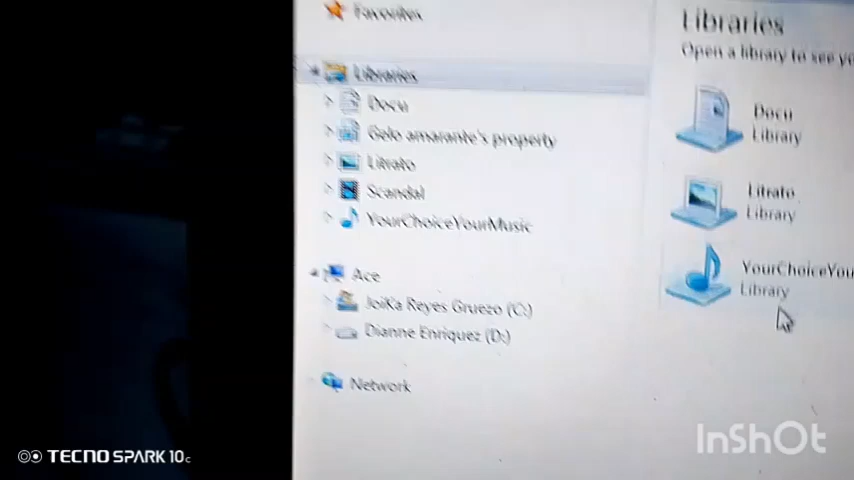 Favorites
Libraries
Docu
Gelo amarante's property
Litrato
Scandal
YourChoiceYourMusic
Ace
JoiKa Reyes Gruezo (C:)
Dianne Enriquez (D:)
Network
Libraries
Open a library to see yo
Docu
Library
Litrato
Library
YourChoiceYou
Library
TECNO SPARK 10c
InShOt